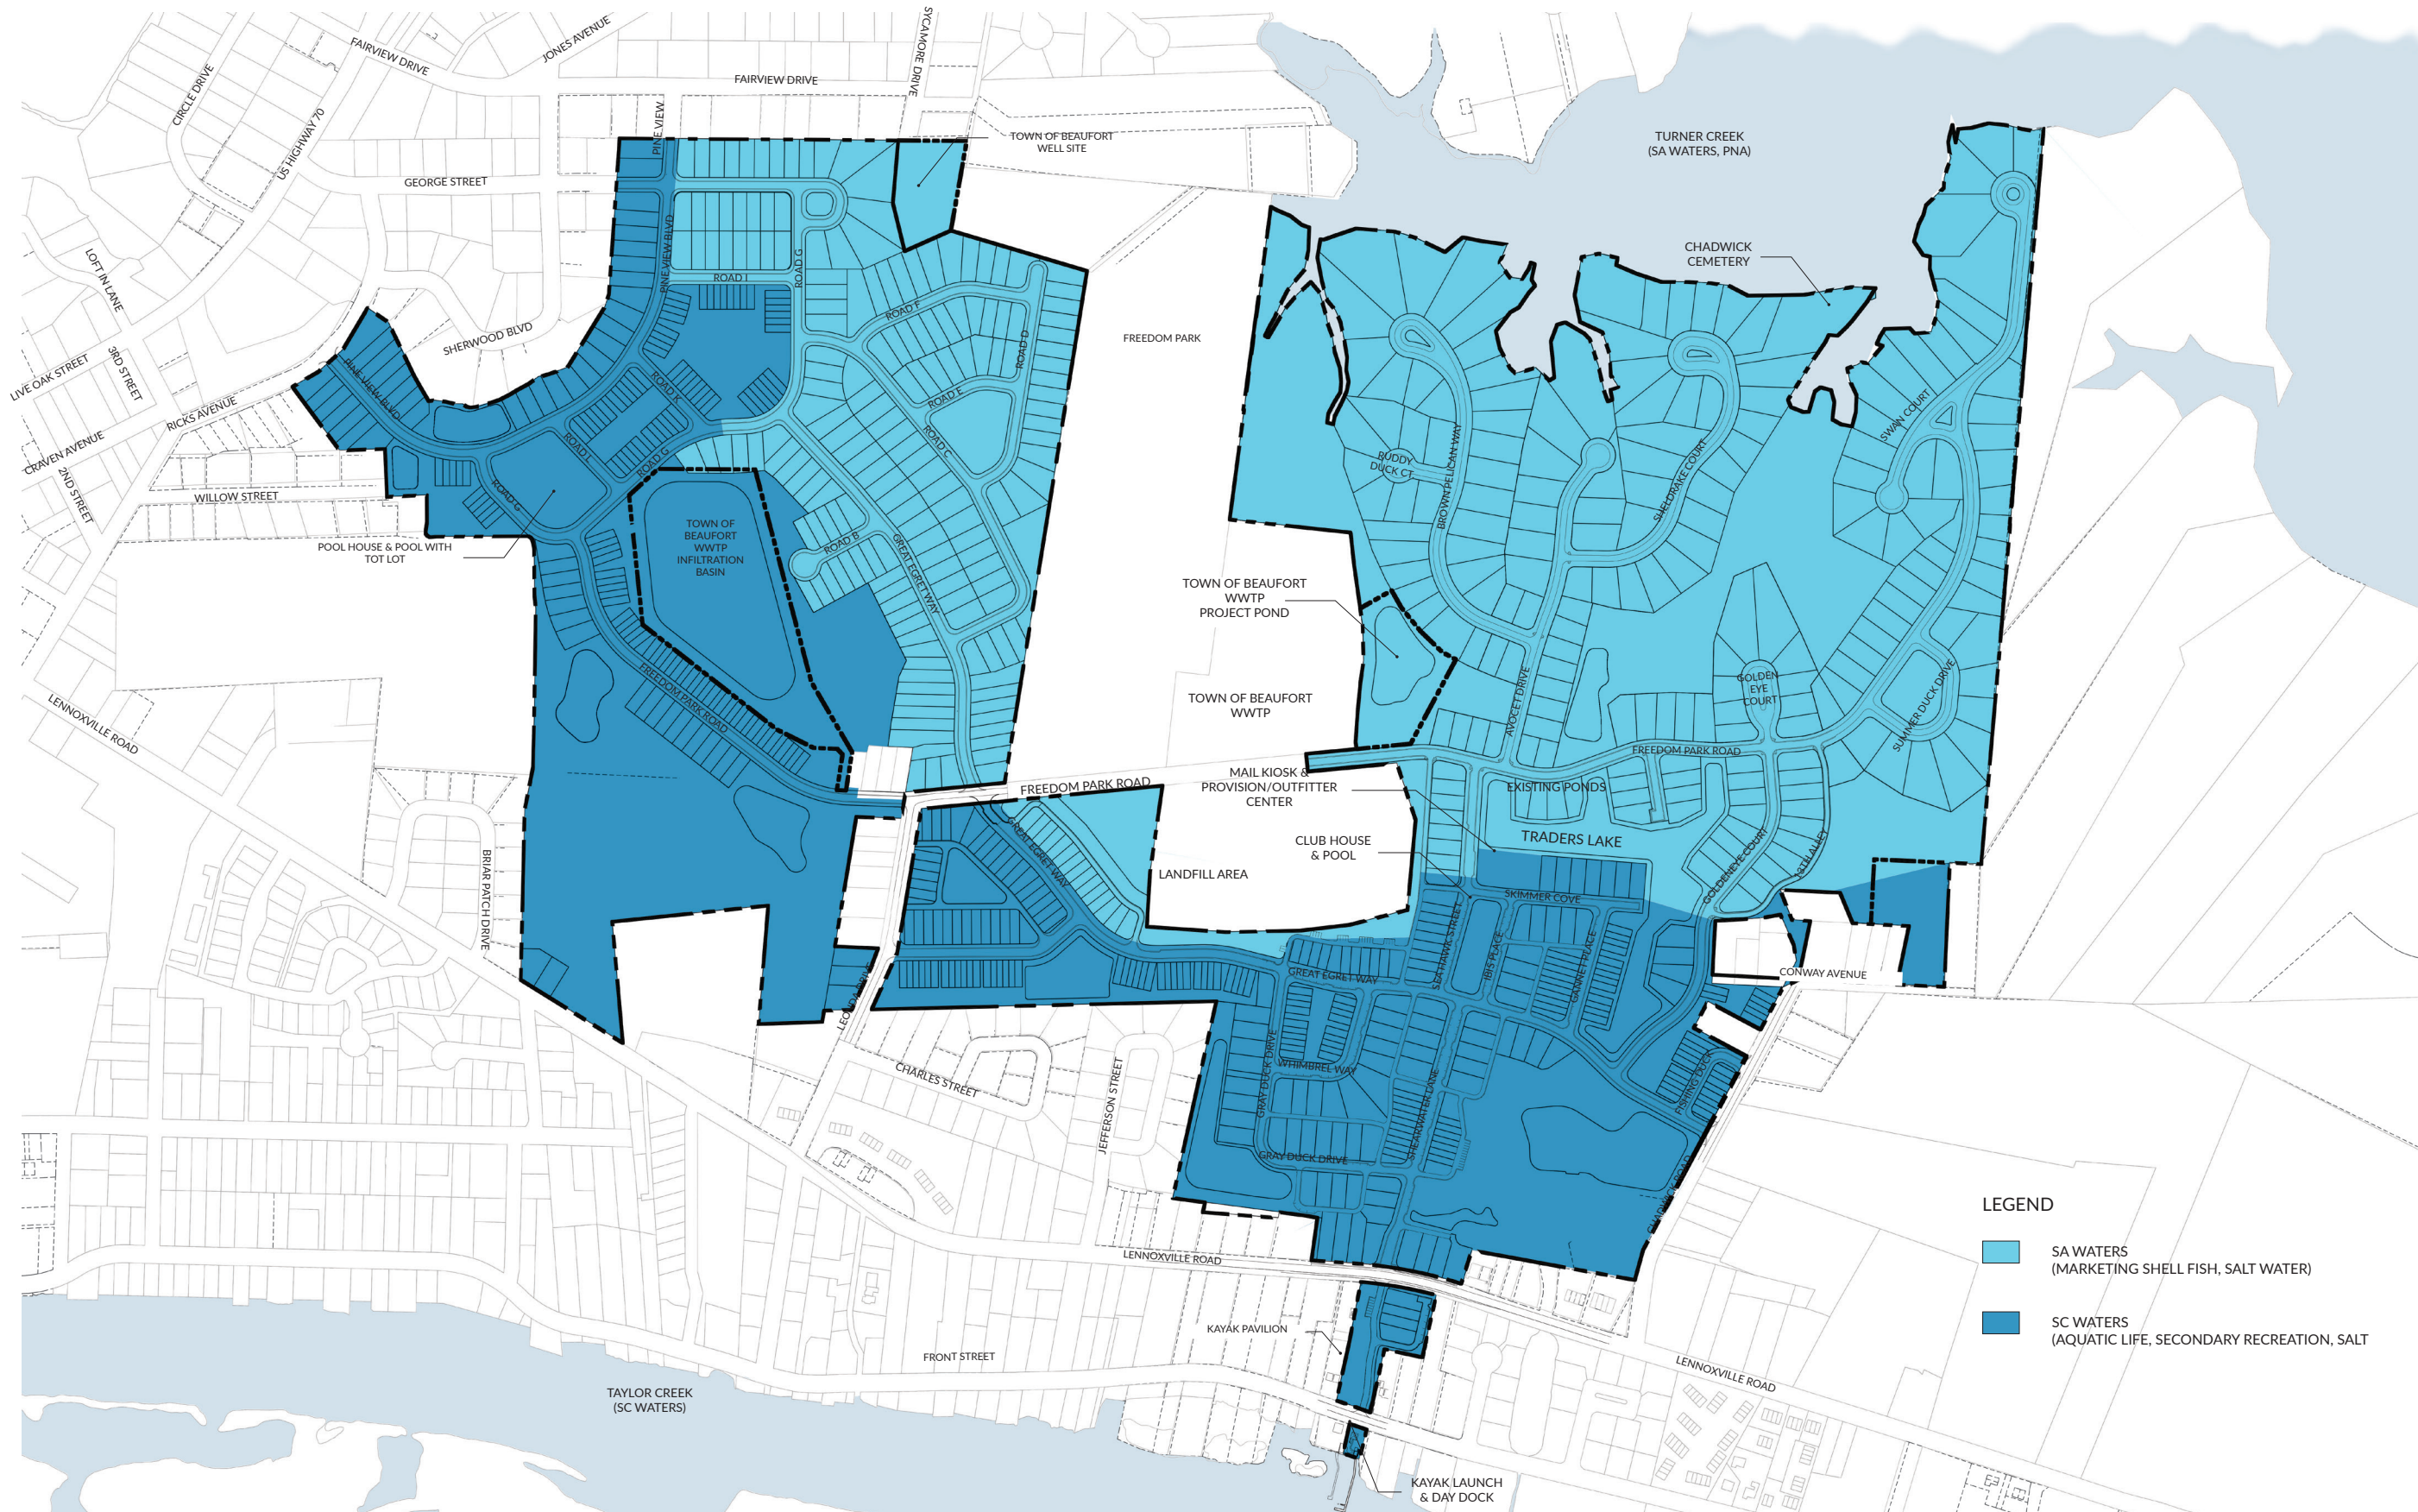 SYCAMORE DRIVE
JONES AVENUE
FAIRVIEW DRIVE
FAIRVIEW DRIVE
CIRCLE DRIVE
US HIGHWAY 70
PINE VIEW
TOWN OF BEAUFORT
WELL SITE
TURNER CREEK
(SA WATERS, PNA)
GEORGE STREET
LOFT IN LANE
PINE VIEW BLVD
ROAD I
ROAD G
CHADWICK
CEMETERY
ROAD F
ROAD D
FREEDOM PARK
SHERWOOD BLVD
LIVE OAK STREET
3RD STREET
PINE VIEW BLVD
ROAD K
ROAD E
RICKS AVENUE
CRAVEN AVENUE
2ND STREET
ROAD L
ROAD G
ROAD C
SWAN COURT
RUDDY
DUCK CT
BROWN PELICAN WAY
SHELDRAKE COURT
WILLOW STREET
ROAD G
TOWN OF
BEAUFORT
WWTP
INFILTRATION
BASIN
ROAD B
GREAT EGRET WAY
POOL HOUSE & POOL WITH
TOT LOT
TOWN OF BEAUFORT
WWTP
PROJECT POND
FREEDOM PARK ROAD
TOWN OF BEAUFORT
WWTP
AVOCET DRIVE
GOLDEN
EYE
COURT
SUMMER DUCK DRIVE
LENNOXVILLE ROAD
FREEDOM PARK ROAD
FREEDOM PARK ROAD
MAIL KIOSK &
PROVISION/OUTFITTER
CENTER
EXISTING PONDS
TRADERS LAKE
CLUB HOUSE
& POOL
GREAT EGRET WAY
LANDFILL AREA
GOLDENEYE COURT
13TH ALLEY
BRIAR PATCH DRIVE
SKIMMER COVE
SEA HAWK STREET
IBIS PLACE
GANNET PLACE
GREAT EGRET WAY
CONWAY AVENUE
LEONDA DRIVE
CHARLES STREET
JEFFERSON STREET
GRAY DUCK DRIVE
WHIMBREL WAY
SHEARWATER LANE
FISHING DUCK
GRAY DUCK DRIVE
CHADWICK ROAD
LENNOXVILLE ROAD
LEGEND
SA WATERS
(MARKETING SHELL FISH, SALT WATER)
SC WATERS
(AQUATIC LIFE, SECONDARY RECREATION, SALT
KAYAK PAVILION
FRONT STREET
LENNOXVILLE ROAD
TAYLOR CREEK
(SC WATERS)
KAYAK LAUNCH
& DAY DOCK